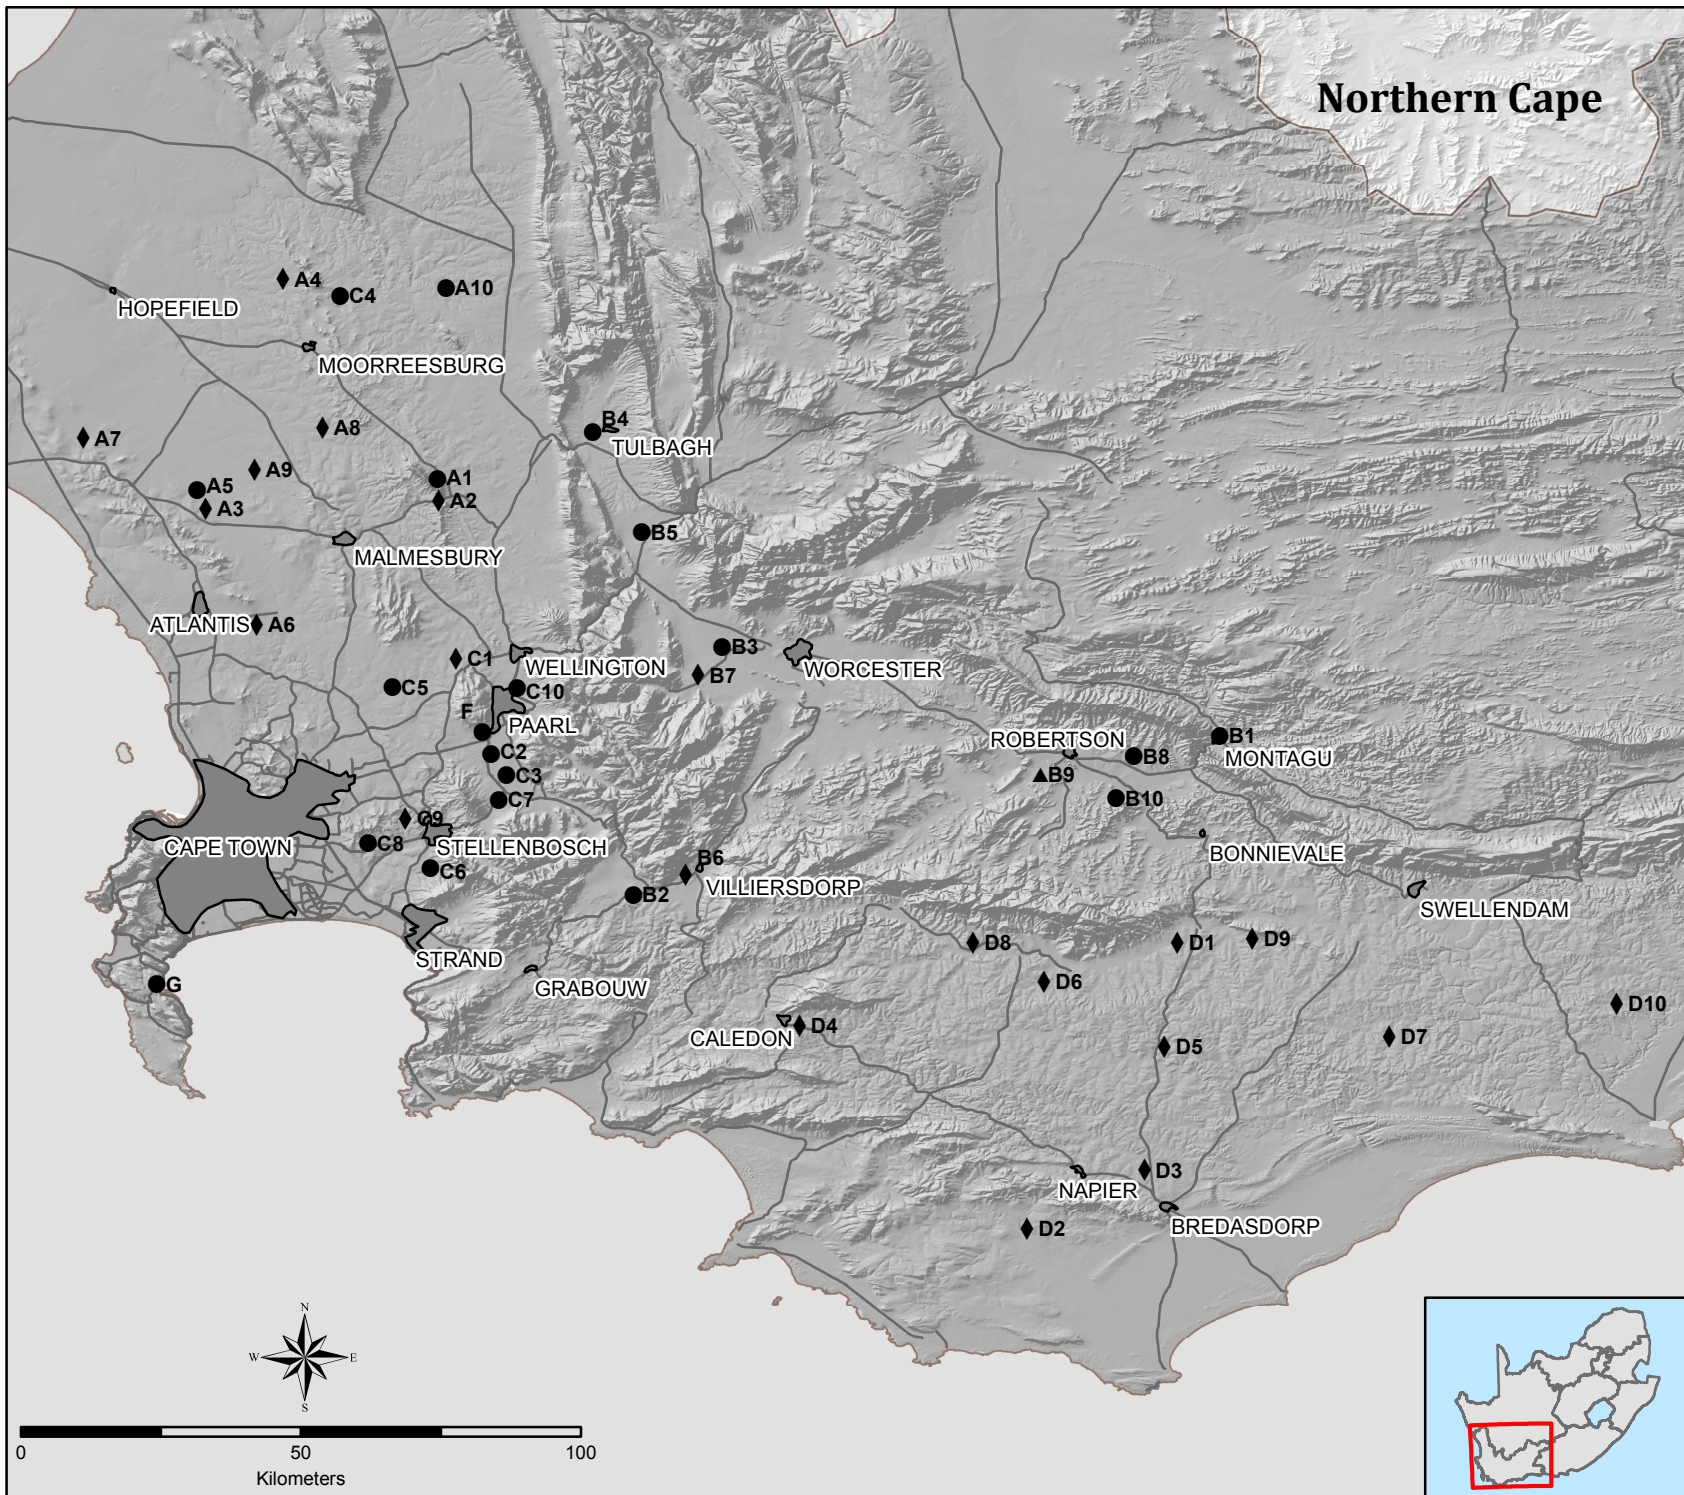 Northern Cape
A4
C4
A10
HOPEFIELD
MOORREESBURG
B4
A7
A8
TULBAGH
A9
A1
A5
A3
A2
B5
MALMESBURY
ATLANTIS
A6
C1
WELLINGTON
B3
WORCESTER
B7
C5
C10
F
PAARL
ROBERTSON
B1
MONTAGU
C2
B8
C3
B9
C7
B10
C9
CAPE TOWN
C8
STELLENBOSCH
BONNIEVALE
C6
B6
VILLIERSDORP
B2
SWELLENDAM
STRAND
D8
D1
D9
G
GRABOUW
D6
D10
CALEDON
D4
D5
D7
D3
NAPIER
BREDASDORP
D2
N
W
E
S
0
50
100
Kilometers